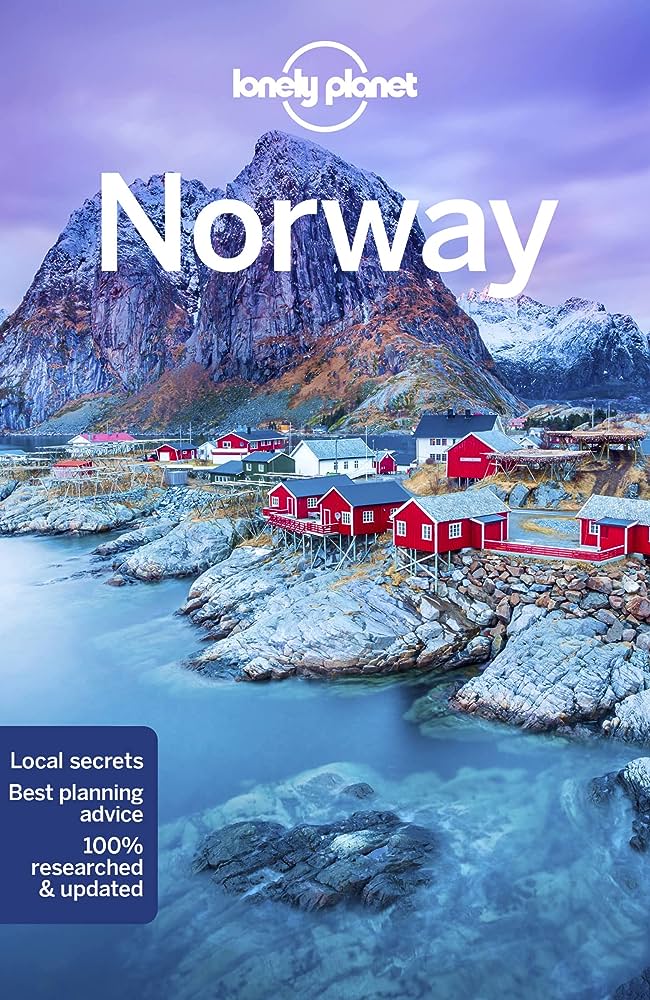 lonely planet
Norway
Local secrets
Best planning
advice
100%
researched
& updated